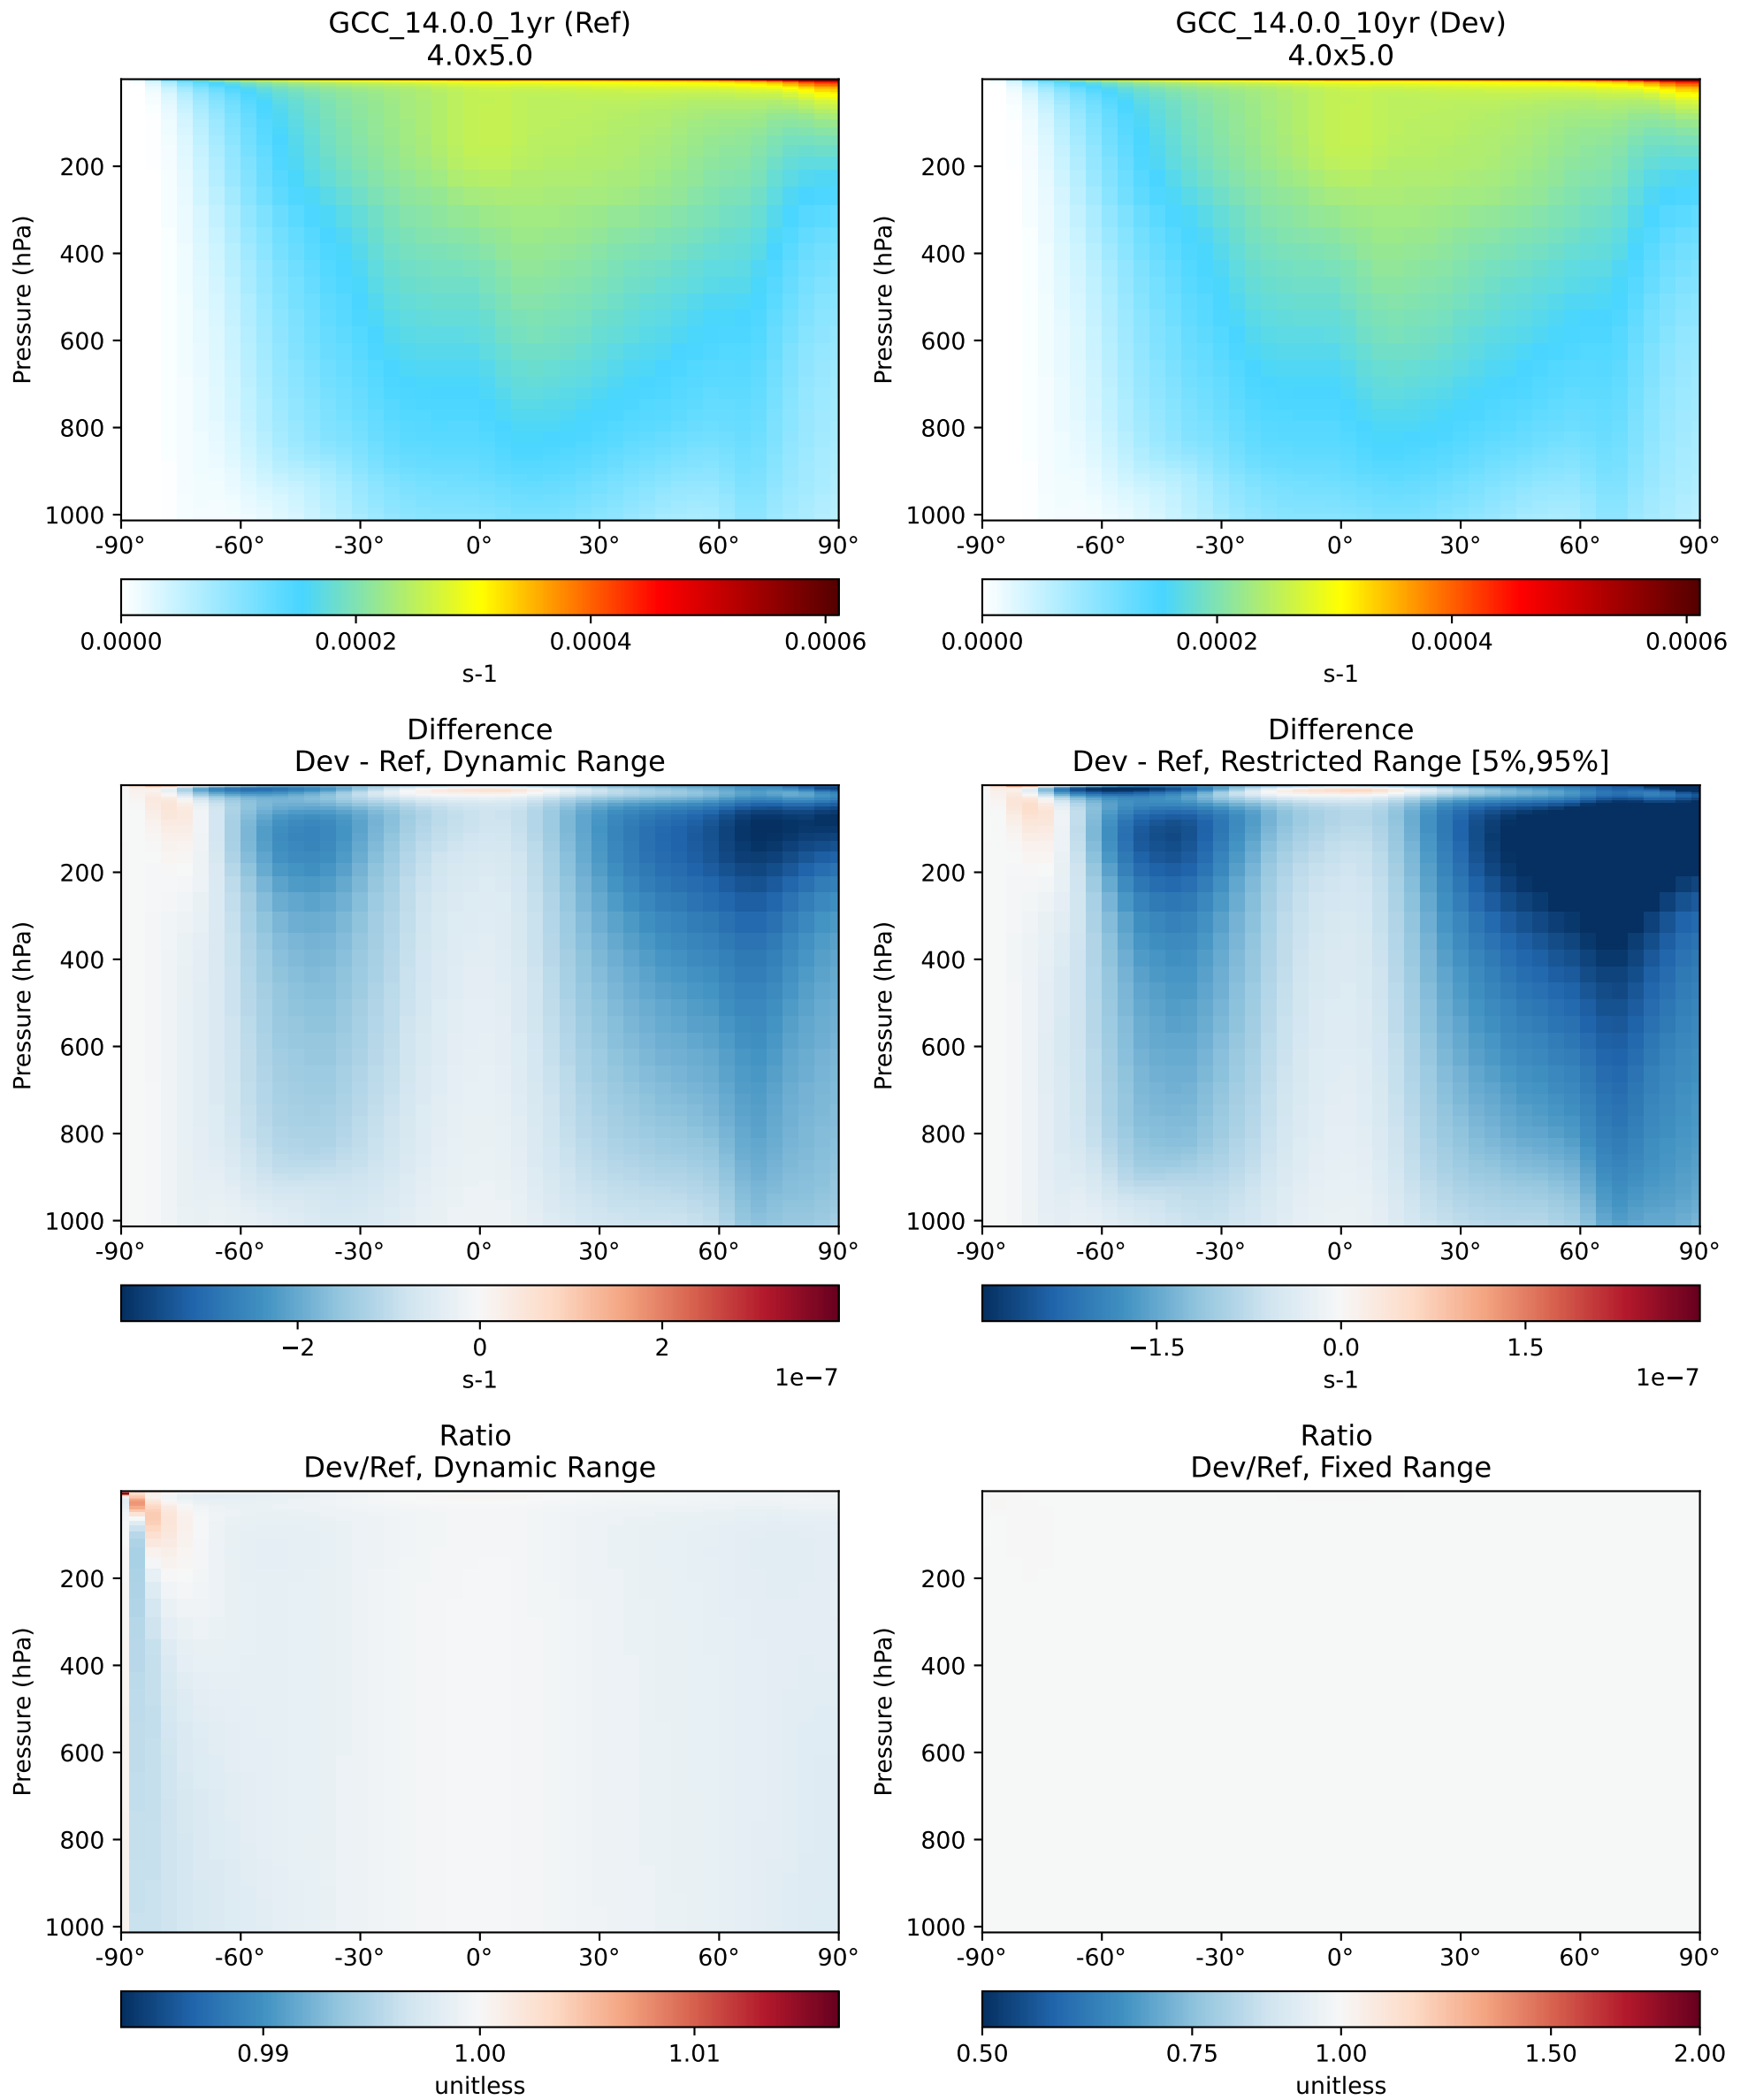 GCC_14.0.0_1yr (Ref)
4.0x5.0
Pressure (hPa)
200
400
600
800
1000
-90° -60° -30° 0° 30° 60° 90°
0.0000 0.0002 0.0004 0.0006
s-1
GCC_14.0.0_10yr (Dev)
4.0x5.0
Pressure (hPa)
200
400
600
800
1000
-90° -60° -30° 0° 30° 60° 90°
0.0000 0.0002 0.0004 0.0006
s-1
Difference
Dev - Ref, Dynamic Range
Pressure (hPa)
200
400
600
800
1000
-90° -60° -30° 0° 30° 60° 90°
−2 0 2
s-1
1e−7
Difference
Dev - Ref, Restricted Range [5%,95%]
Pressure (hPa)
200
400
600
800
1000
-90° -60° -30° 0° 30° 60° 90°
−1.5 0.0 1.5
s-1
1e−7
Ratio
Dev/Ref, Dynamic Range
Pressure (hPa)
200
400
600
800
1000
-90° -60° -30° 0° 30° 60° 90°
0.99 1.00 1.01
unitless
Ratio
Dev/Ref, Fixed Range
Pressure (hPa)
200
400
600
800
1000
-90° -60° -30° 0° 30° 60° 90°
0.50 0.75 1.00 1.50 2.00
unitless